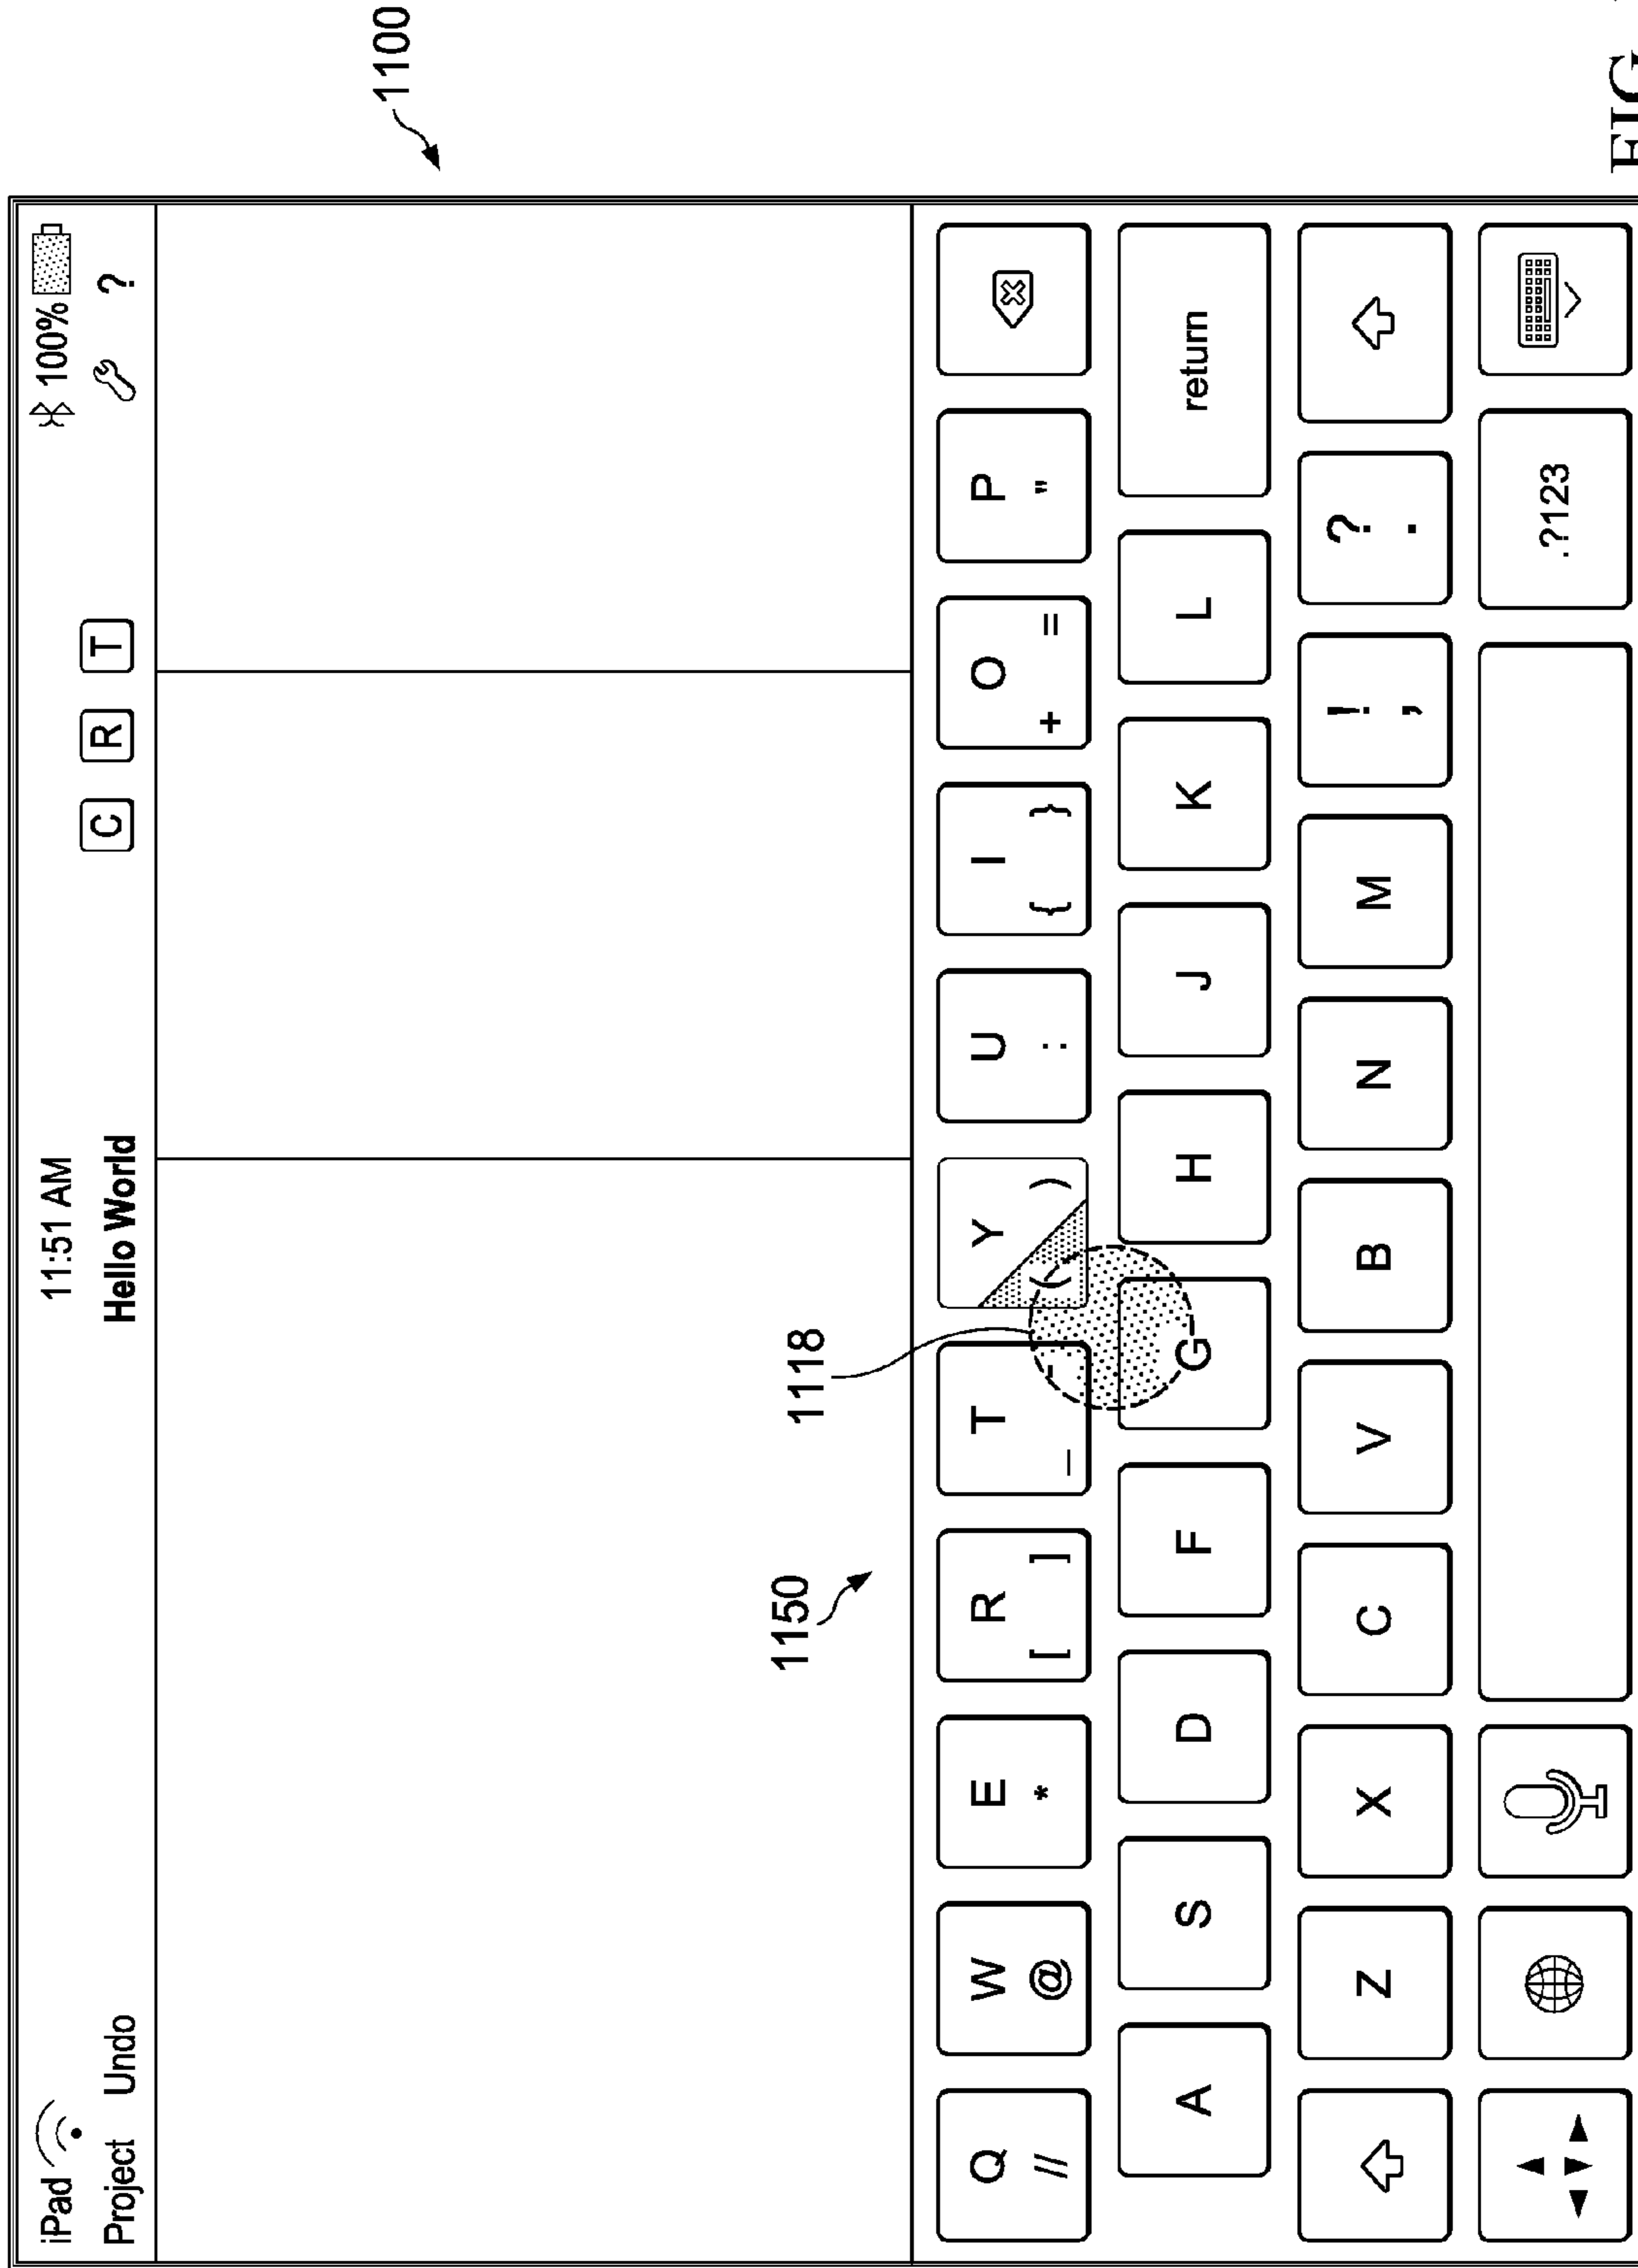 iPad 11:51 AM 100%
Project Undo Hello World C R T ?
1100
1118
1150
Q W E R T Y U I O P
// @ * [ ] _ - ( ) : { } + = "
A S D F G H J K L return
Z X C V B N M ! , ? .
.?123
FIG